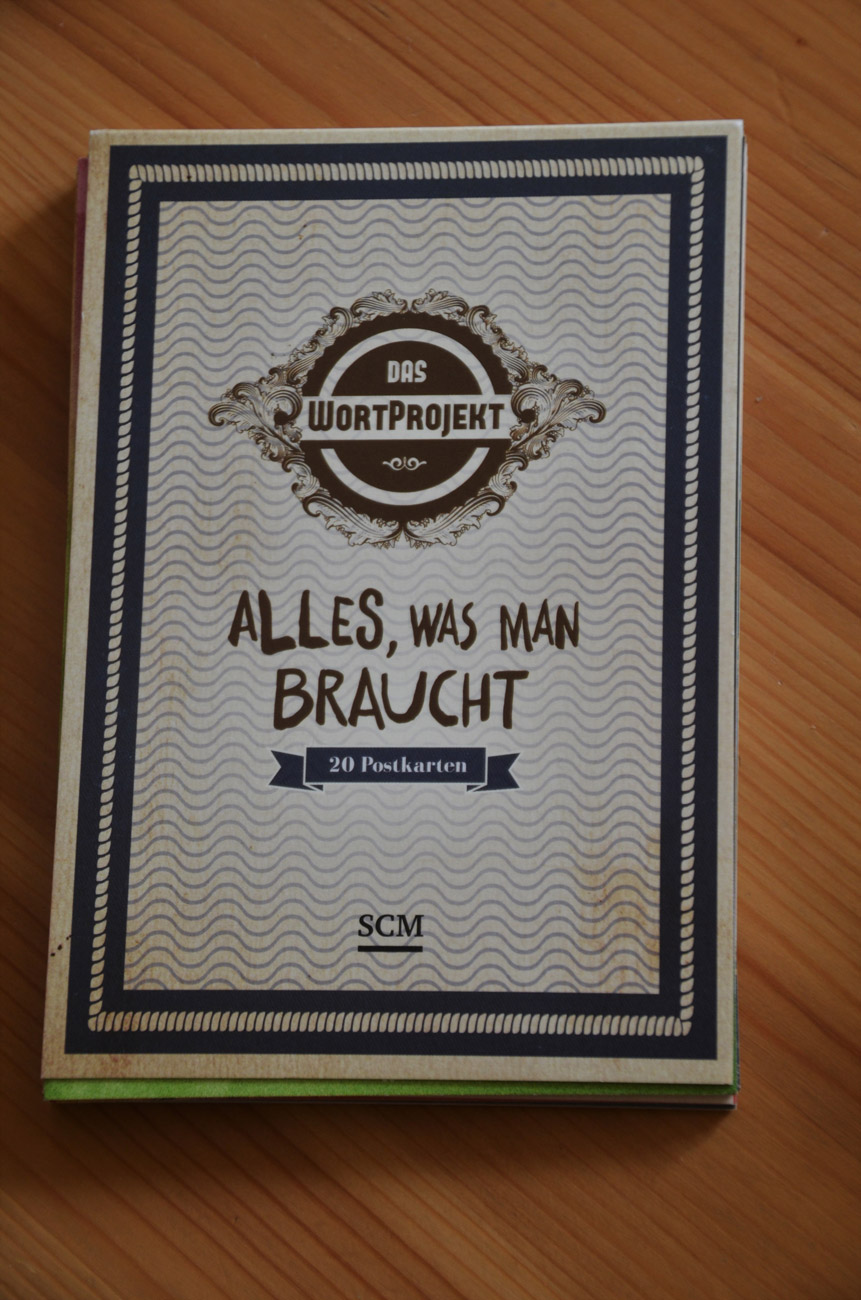 DAS
WORTPROJEKT
ALLES, WAS MAN
BRAUCHT
20 Postkarten
SCM